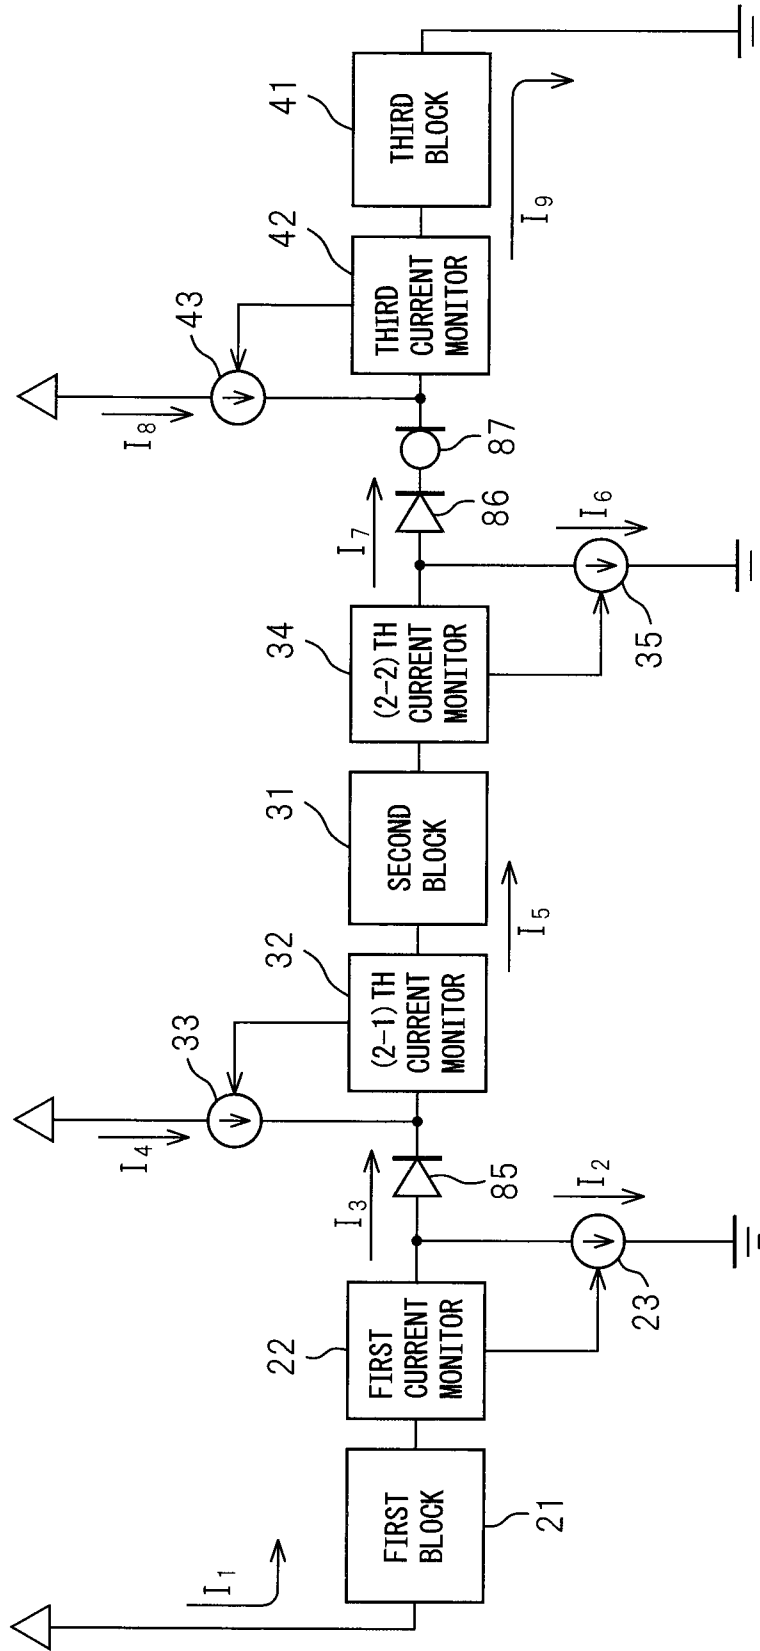 I1
FIRST
BLOCK
21
22
FIRST
CURRENT
MONITOR
23
I2
I3
85
I4
33
32
(2-1)TH
CURRENT
MONITOR
I5
31
SECOND
BLOCK
34
(2-2)TH
CURRENT
MONITOR
35
I6
I7
86
87
I8
43
42
THIRD
CURRENT
MONITOR
I9
41
THIRD
BLOCK